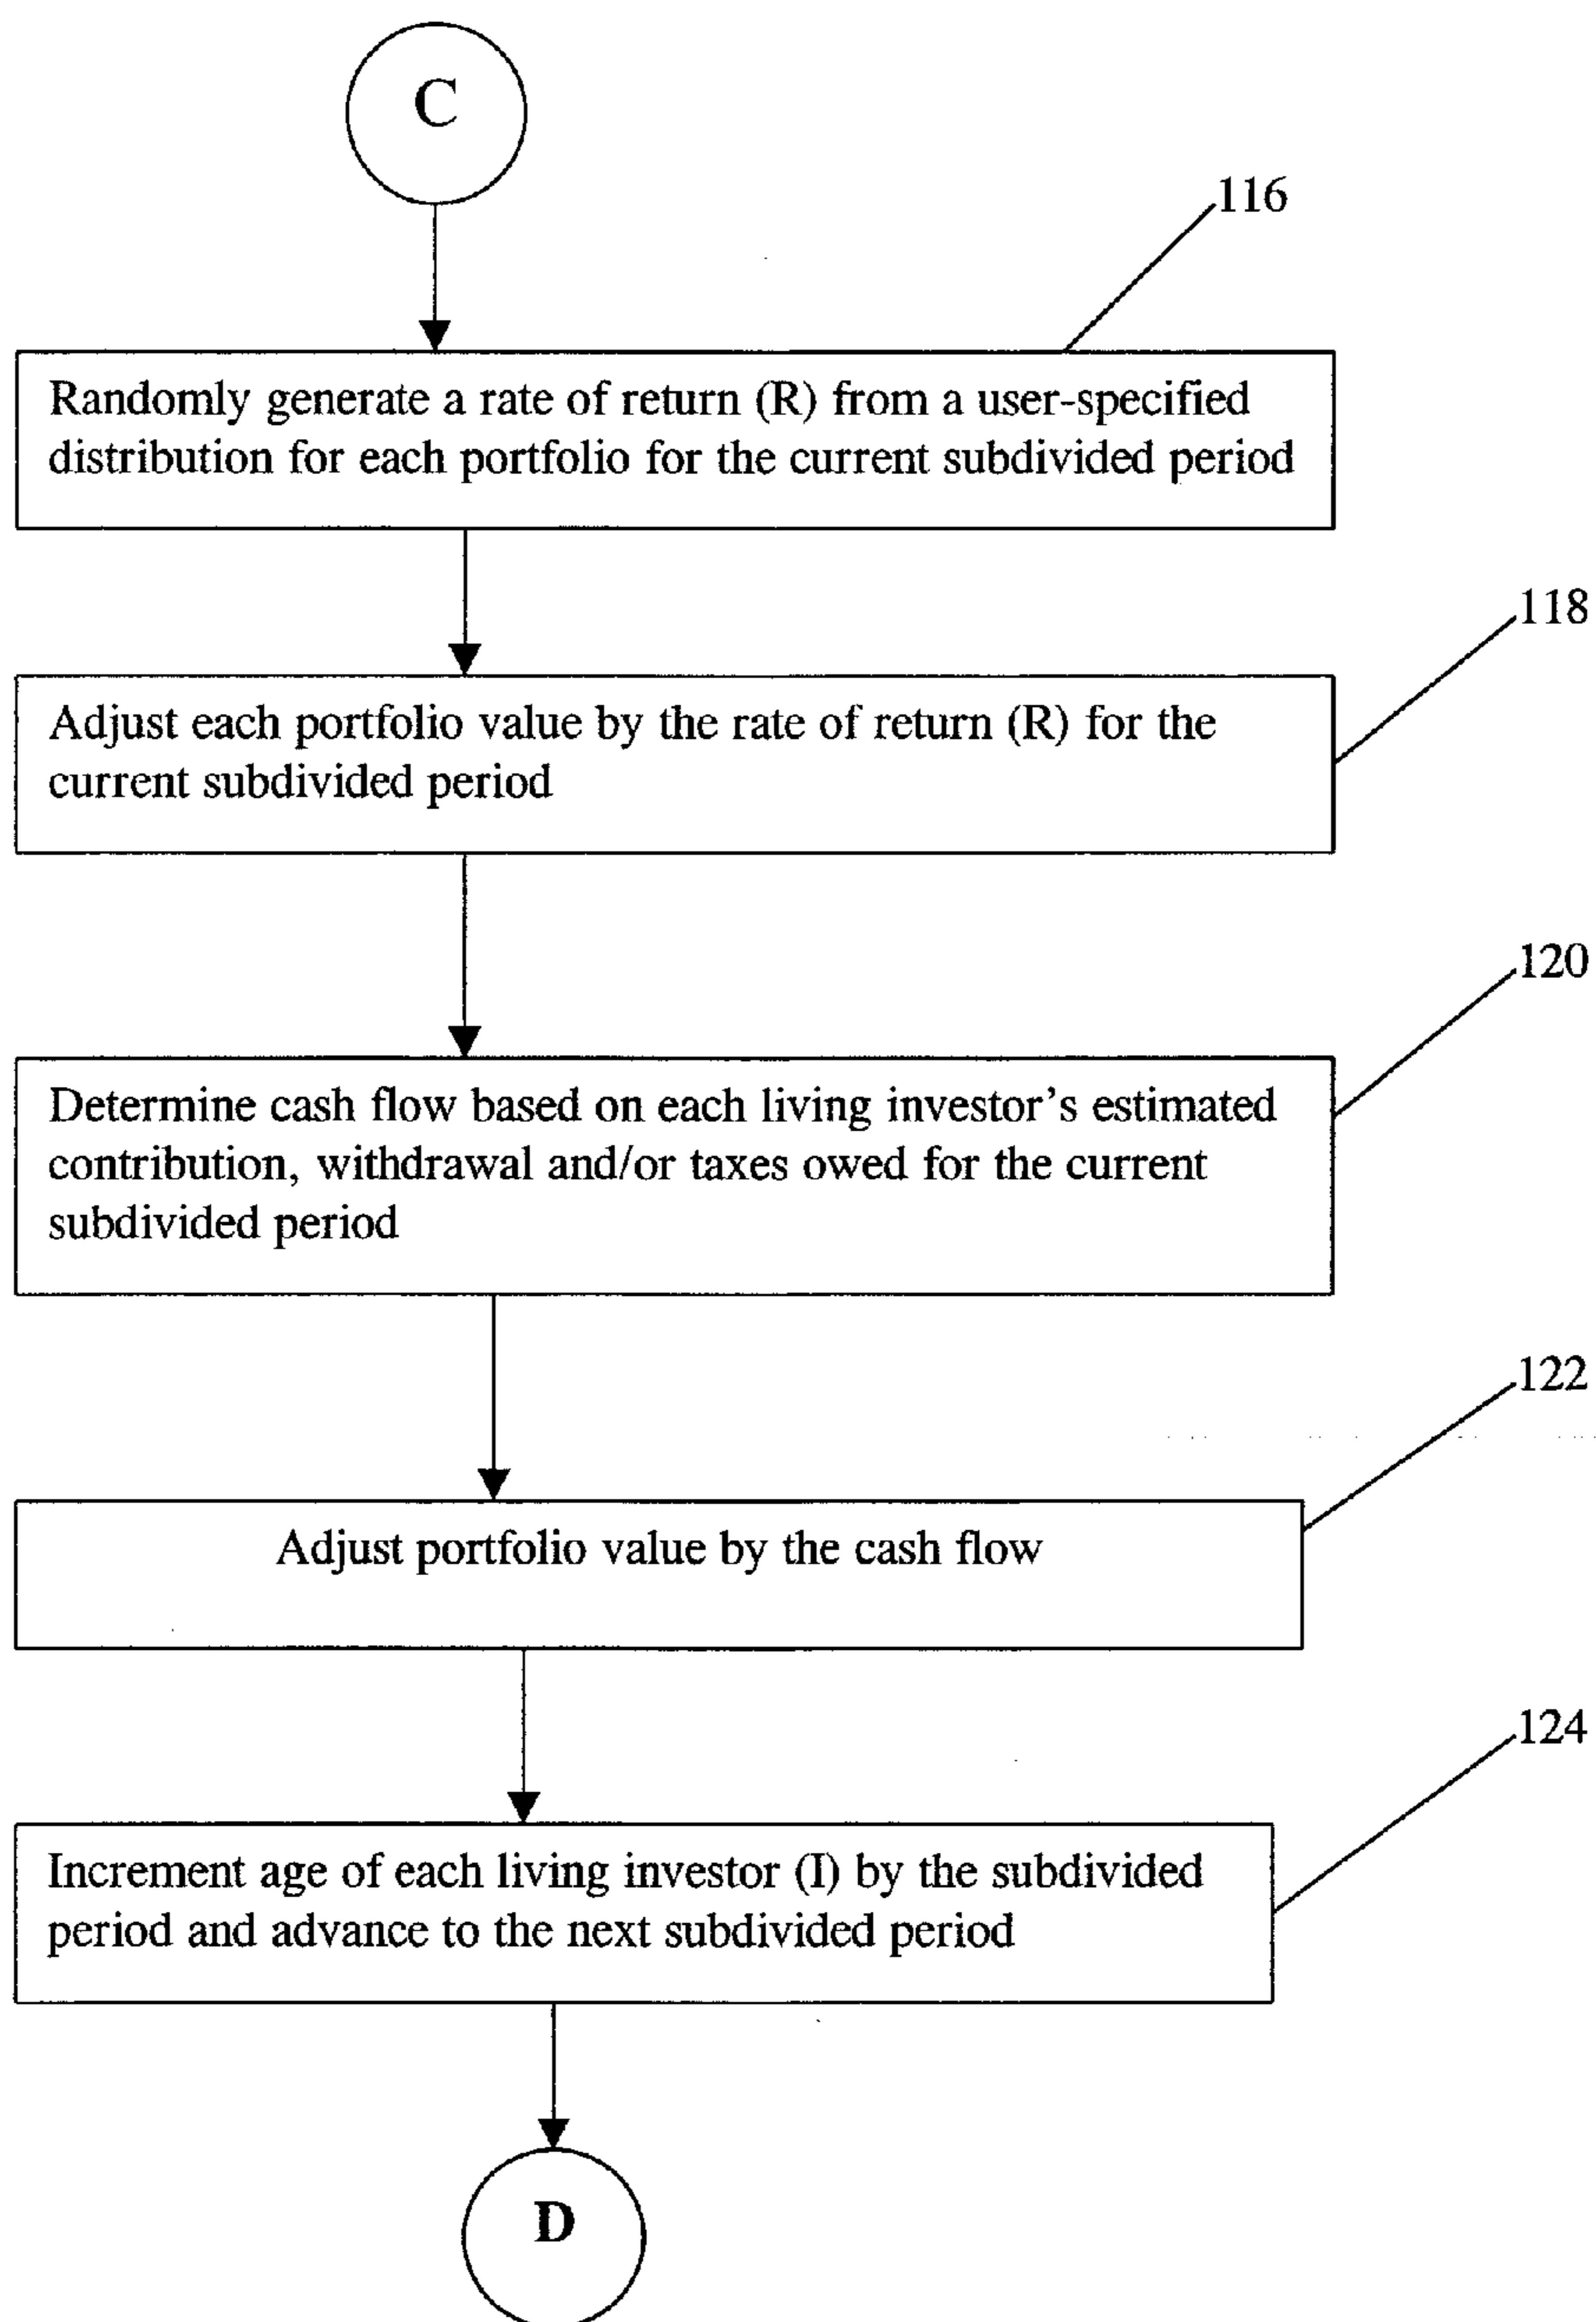 C
116
Randomly generate a rate of return (R) from a user-specified
distribution for each portfolio for the current subdivided period
118
Adjust each portfolio value by the rate of return (R) for the
current subdivided period
120
Determine cash flow based on each living investor's estimated
contribution, withdrawal and/or taxes owed for the current
subdivided period
122
Adjust portfolio value by the cash flow
124
Increment age of each living investor (I) by the subdivided
period and advance to the next subdivided period
D